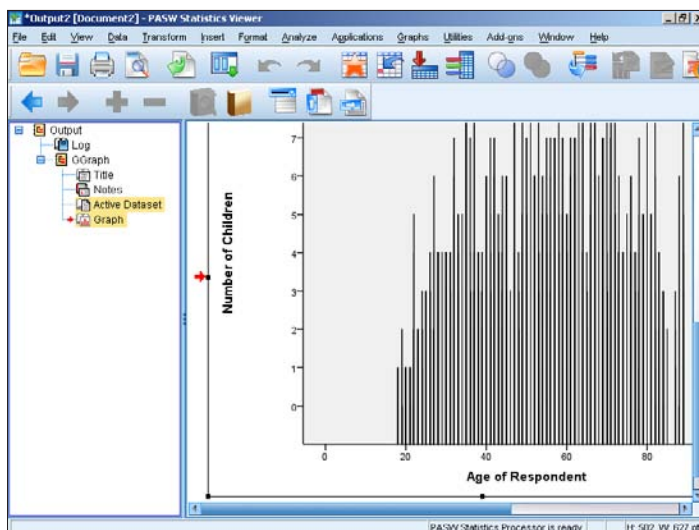 *Output2 [Document2] - PASW Statistics Viewer
File Edit View Data Transform Insert Format Analyze Applications Graphs Utilities Add-ons Window Help
Output
Log
GGraph
Title
Notes
Active Dataset
Graph
Number of Children
7
6
5
4
3
2
1
0
0 20 40 60 80
Age of Respondent
PASW Statistics Processor is ready H: 502, W: 627